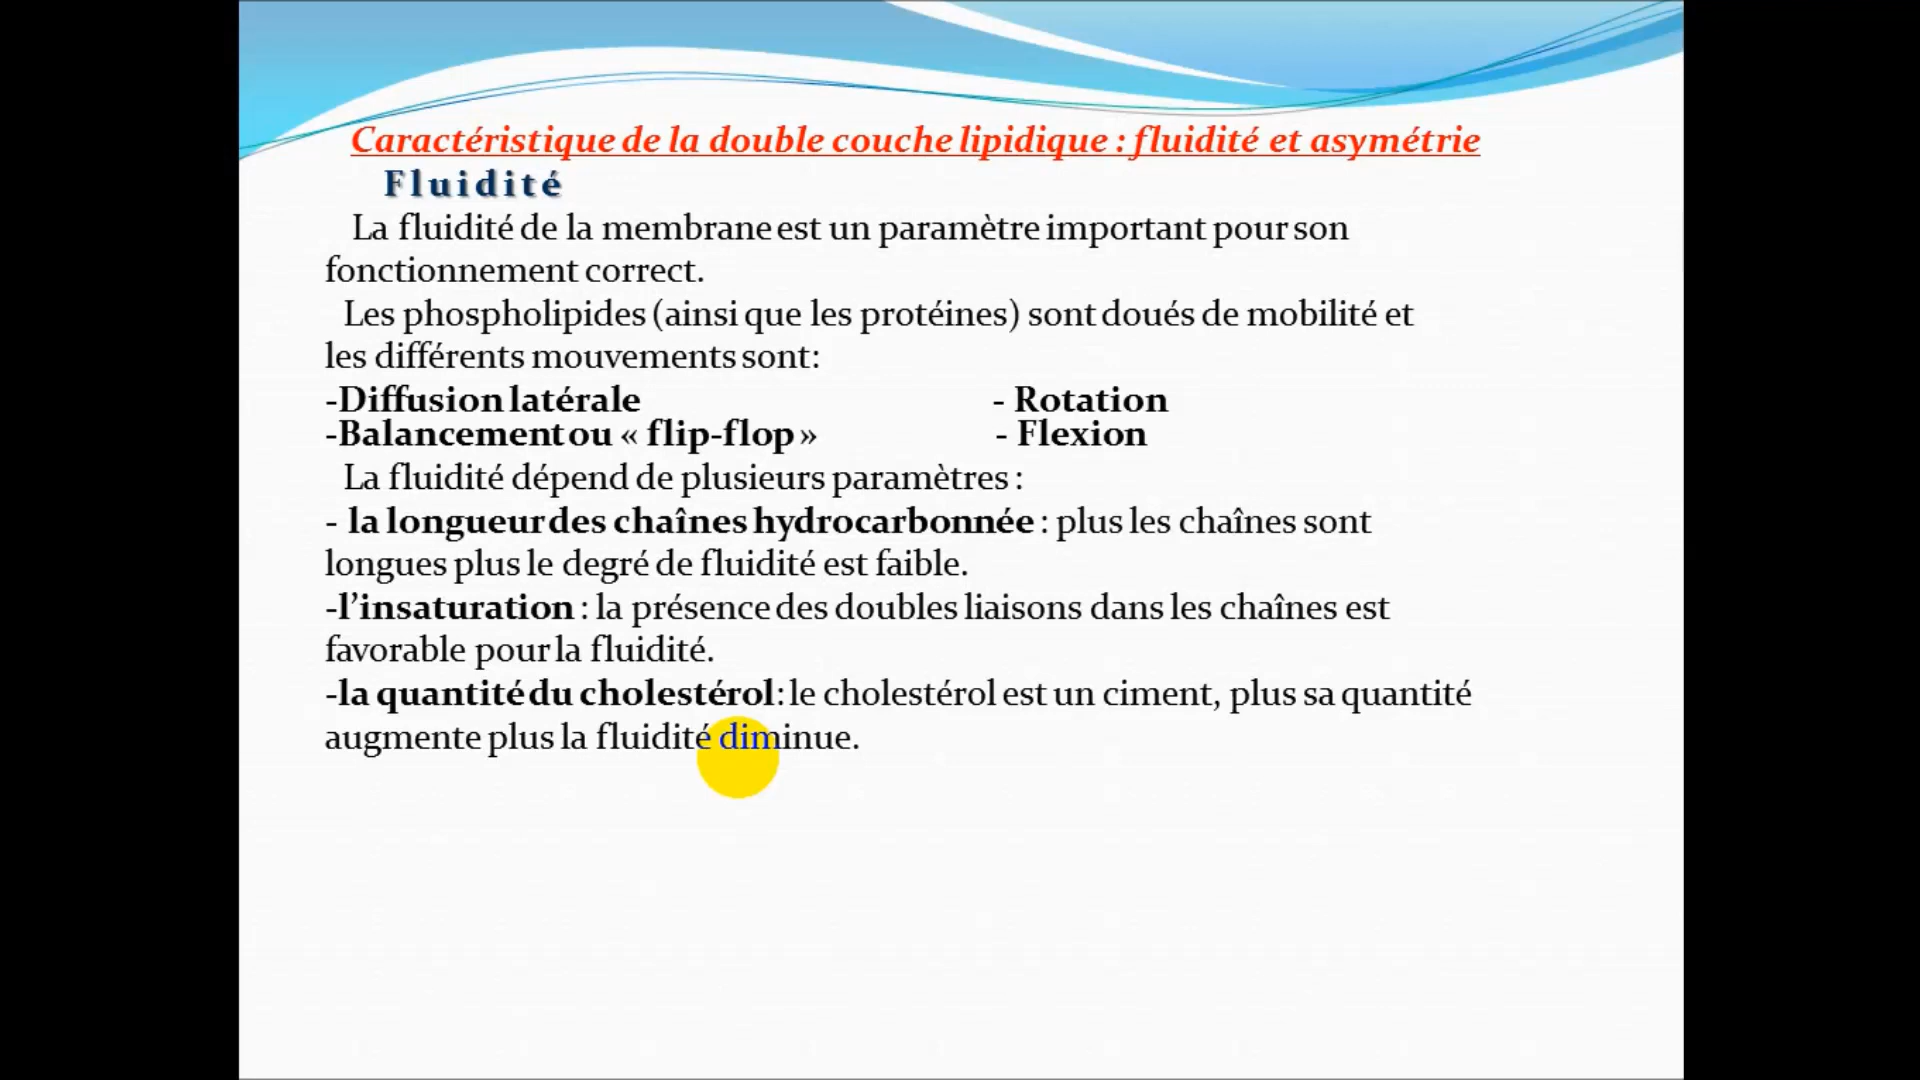 Caractéristique de la double couche lipidique : fluidité et asymétrie
Fluidité
La fluidité de la membrane est un paramètre important pour son
fonctionnement correct.
Les phospholipides (ainsi que les protéines) sont doués de mobilité et
les différents mouvements sont:
-Diffusion latérale - Rotation
-Balancement ou « flip-flop » - Flexion
La fluidité dépend de plusieurs paramètres :
- la longueur des chaînes hydrocarbonnée : plus les chaînes sont
longues plus le degré de fluidité est faible.
-l’insaturation : la présence des doubles liaisons dans les chaînes est
favorable pour la fluidité.
-la quantité du cholestérol: le cholestérol est un ciment, plus sa quantité
augmente plus la fluidité diminue.